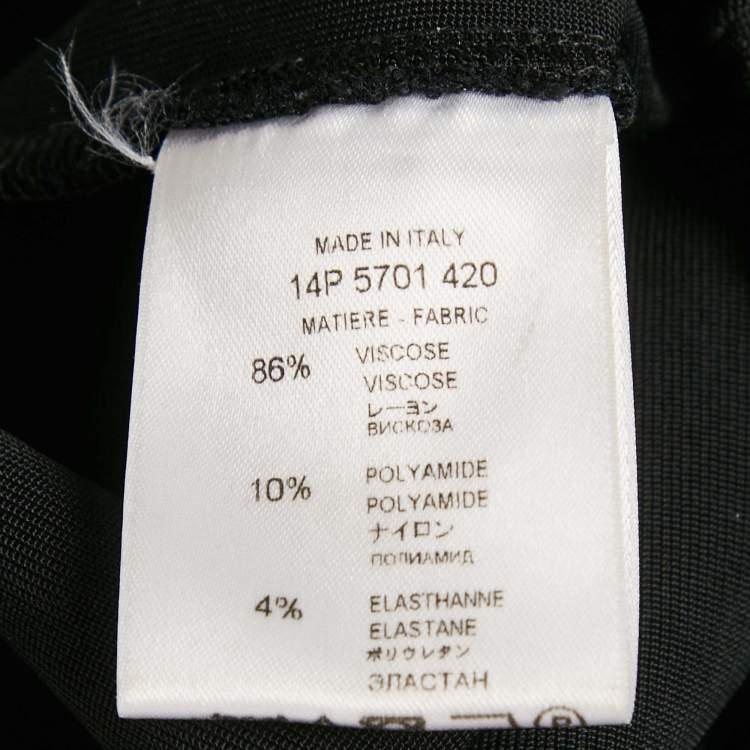 MADE IN ITALY
14P 5701 420
MATIERE - FABRIC
86% VISCOSE
VISCOSE
レーヨン
ВИСКОЗА
10% POLYAMIDE
POLYAMIDE
ナイロン
ПОЛИАМИД
4% ELASTHANNE
ELASTANE
ポリウレタン
ЭЛАСТАН